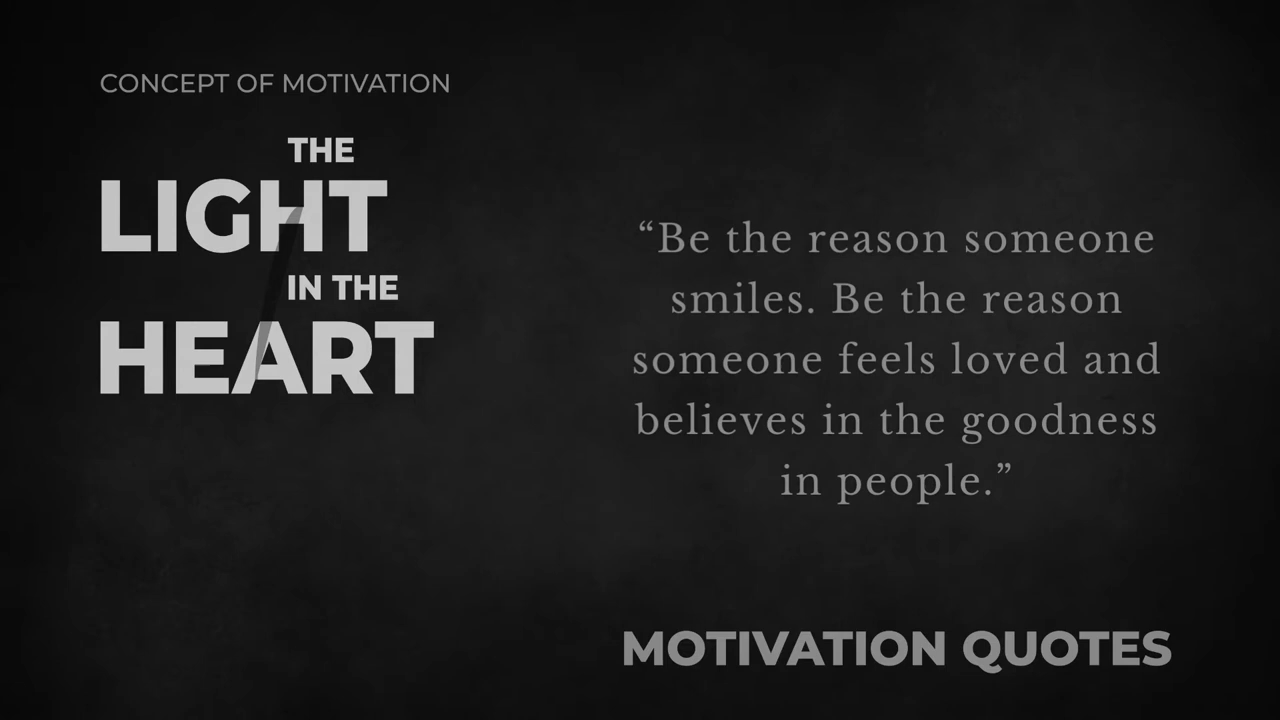 CONCEPT OF MOTIVATION
THE
LIGHT
IN THE
HEART
“Be the reason someone
smiles. Be the reason
someone feels loved and
believes in the goodness
in people.”
MOTIVATION QUOTES